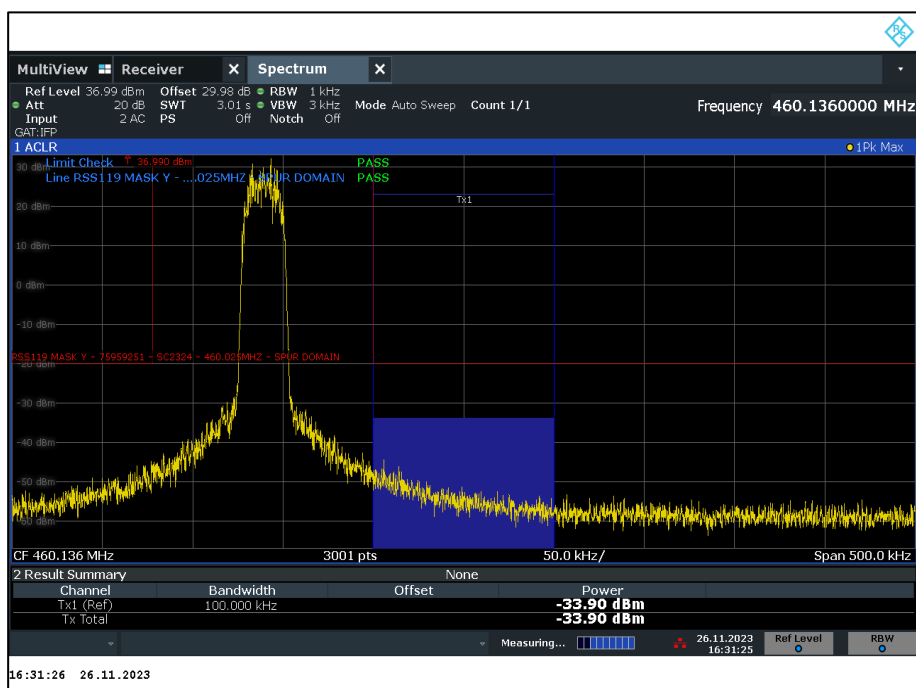 R&S
MultiView Receiver X Spectrum X
Ref Level 36.99 dBm Offset 29.98 dB RBW 1 kHz
Att 20 dB SWT 3.01 s VBW 3 kHz Mode Auto Sweep Count 1/1 Frequency 460.1360000 MHz
Input 2 AC PS Off Notch Off
GAT:IFP
1 ACLR 1Pk Max
30 dBm Limit Check 36.990 dBm PASS
Line RSS119 MASK Y - ....025MHZ - SPUR DOMAIN PASS
Tx1
20 dBm
10 dBm
0 dBm
-10 dBm
RSS119 MASK Y - 75959251 - SC2324 - 460.025MHZ - SPUR DOMAIN
-20 dBm
-30 dBm
-40 dBm
-50 dBm
-60 dBm
CF 460.136 MHz 3001 pts 50.0 kHz/ Span 500.0 kHz
2 Result Summary None
Channel Bandwidth Offset Power
Tx1 (Ref) 100.000 kHz -33.90 dBm
Tx Total -33.90 dBm
Measuring... 26.11.2023 Ref Level RBW
16:31:25
16:31:26 26.11.2023